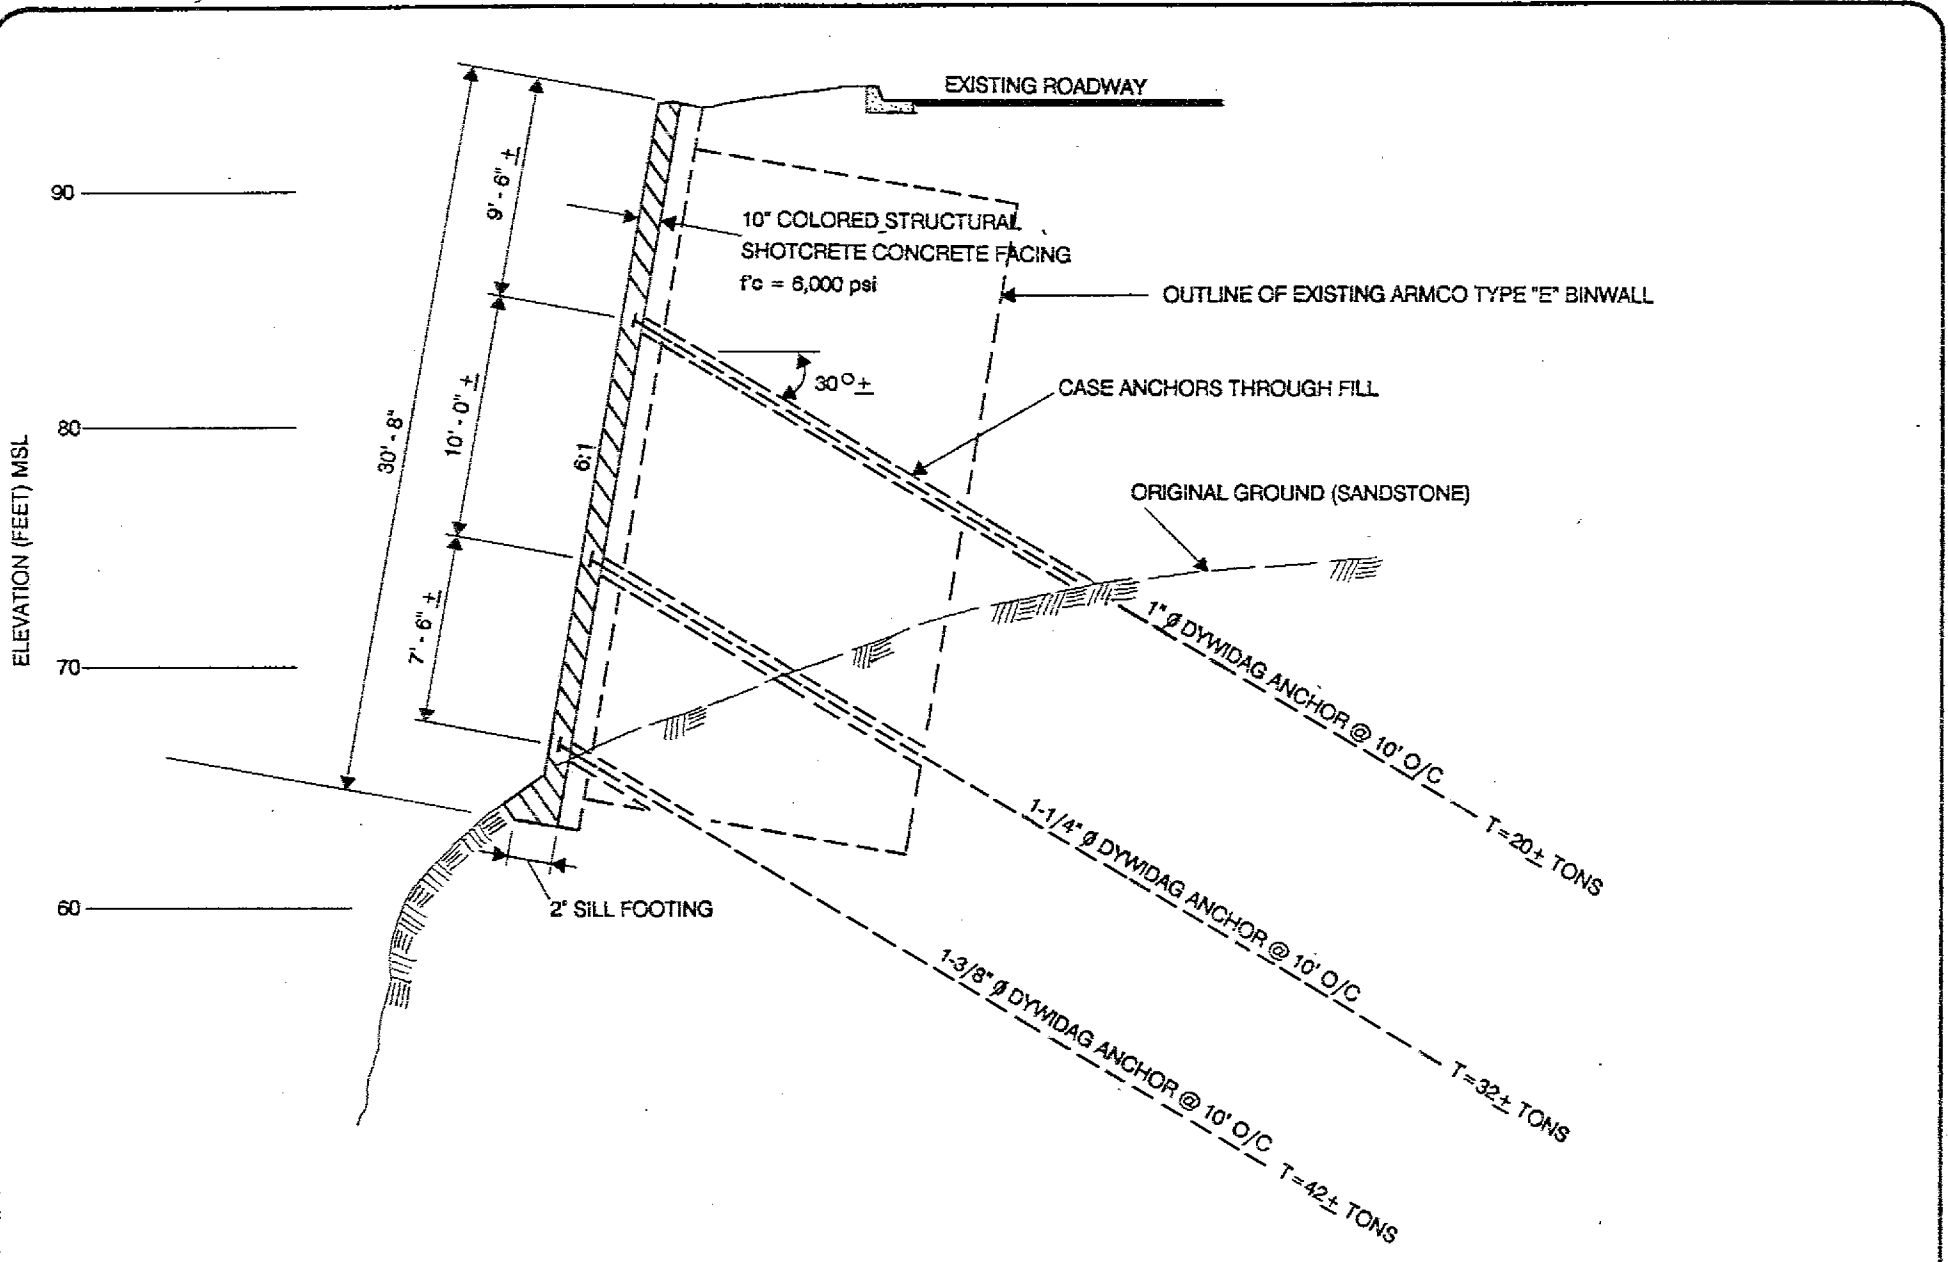 EXISTING ROADWAY
9' - 6" ±
90
10" COLORED STRUCTURAL
SHOTCRETE CONCRETE FACING
f'c = 6,000 psi
OUTLINE OF EXISTING ARMCO TYPE "E" BINWALL
30° ±
CASE ANCHORS THROUGH FILL
10' - 0" ±
30' - 8"
80
6:1
ELEVATION (FEET) MSL
ORIGINAL GROUND (SANDSTONE)
7' - 6" ±
70
1" Ø DYWIDAG ANCHOR @ 10' O/C
T=20± TONS
1-1/4" Ø DYWIDAG ANCHOR @ 10' O/C
T=32± TONS
60
2' SILL FOOTING
1-3/8" Ø DYWIDAG ANCHOR @ 10' O/C
T=42± TONS